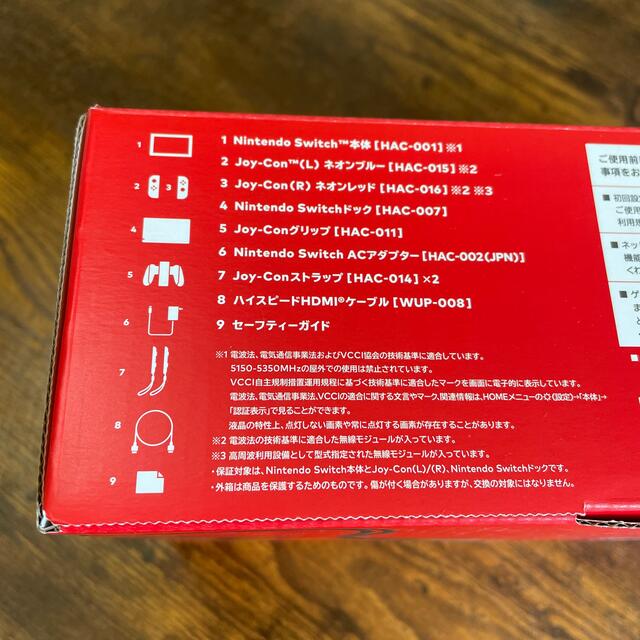 1 Nintendo Switch™本体 [HAC-001] ※1
2 Joy-Con™(L) ネオンブルー [HAC-015] ※2
3 Joy-Con(R) ネオンレッド [HAC-016] ※2 ※3
4 Nintendo Switchドック [HAC-007]
5 Joy-Conグリップ [HAC-011]
6 Nintendo Switch ACアダプター [HAC-002(JPN)]
7 Joy-Conストラップ [HAC-014] ×2
8 ハイスピードHDMI®ケーブル [WUP-008]
9 セーフティーガイド
※1 電波法、電気通信事業法およびVCCI協会の技術基準に適合しています。
5150-5350MHzの屋外での使用は禁止されています。
VCCI自主規制措置運用規程に基づく技術基準に適合したマークを画面に電子的に表示しています。
電波法、電気通信事業法、VCCIの適合に関する文言やマーク、関連情報は、HOMEメニューの(設定)→「本体」→
「認証表示」で見ることができます。
液晶の特性上、点灯しない画素や常に点灯する画素が存在することがあります。
※2 電波法の技術基準に適合した無線モジュールが入っています。
※3 高周波利用設備として型式指定された無線モジュールが入っています。
・保証対象は、Nintendo Switch本体とJoy-Con(L)/(R)、Nintendo Switchドックです。
・外箱は商品を保護するためのものです。傷が付く場合がありますが、交換の対象にはなりません。
1
2 3
4
5
6
7
8
9
ご使用前
事項をお
■ 初回設
ご使用
利用規
■ ネッ
機能
くわ
■ ゲ
ま
と
て